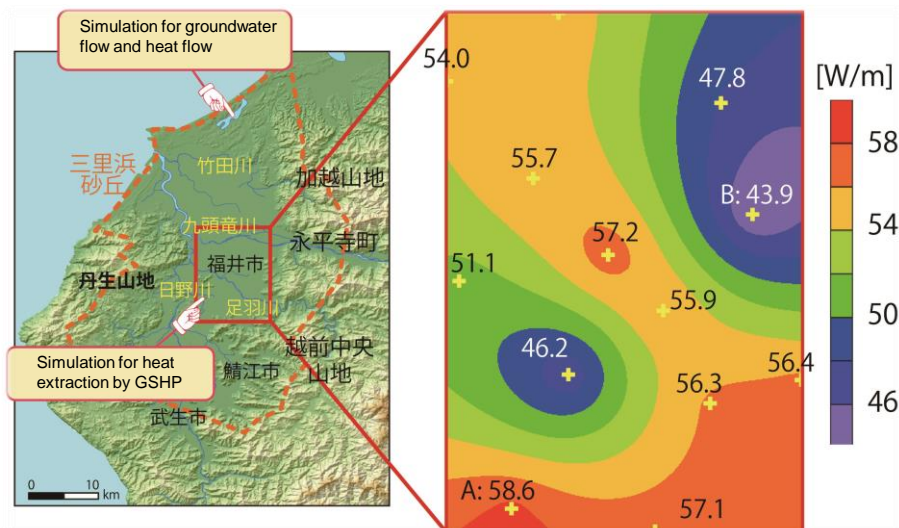 Simulation for groundwater
flow and heat flow
三里浜
砂丘
竹田川
加越山地
九頭竜川
永平寺町
福井市
丹生山地
日野川
足羽川
Simulation for heat
extraction by GSHP
越前中央
山地
鯖江市
武生市
0 10
km
54.0
47.8
55.7
B: 43.9
57.2
51.1
55.9
46.2
56.4
56.3
A: 58.6
57.1
[W/m]
58
54
50
46